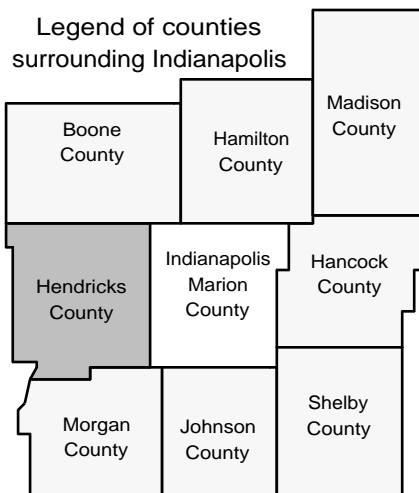 Legend of counties
surrounding Indianapolis
Madison
County
Boone
County
Hamilton
County
Hendricks
County
Indianapolis
Marion
County
Hancock
County
Morgan
County
Johnson
County
Shelby
County